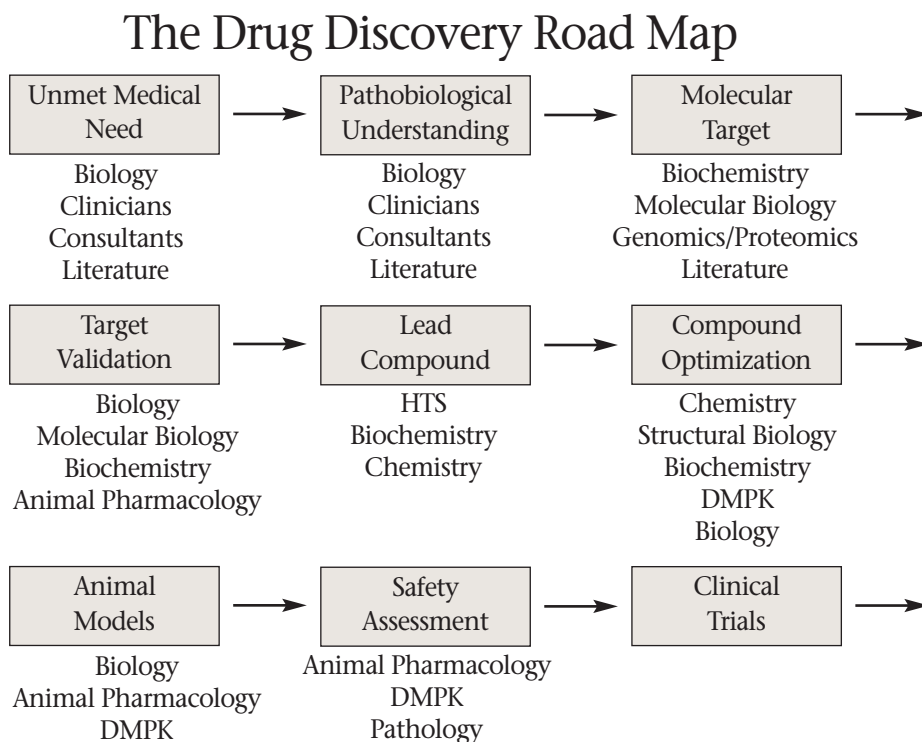 The Drug Discovery Road Map
Unmet Medical
Need
Biology
Clinicians
Consultants
Literature
Pathobiological
Understanding
Biology
Clinicians
Consultants
Literature
Molecular
Target
Biochemistry
Molecular Biology
Genomics/Proteomics
Literature
Target
Validation
Biology
Molecular Biology
Biochemistry
Animal Pharmacology
Lead
Compound
HTS
Biochemistry
Chemistry
Compound
Optimization
Chemistry
Structural Biology
Biochemistry
DMPK
Biology
Animal
Models
Biology
Animal Pharmacology
DMPK
Safety
Assessment
Animal Pharmacology
DMPK
Pathology
Clinical
Trials